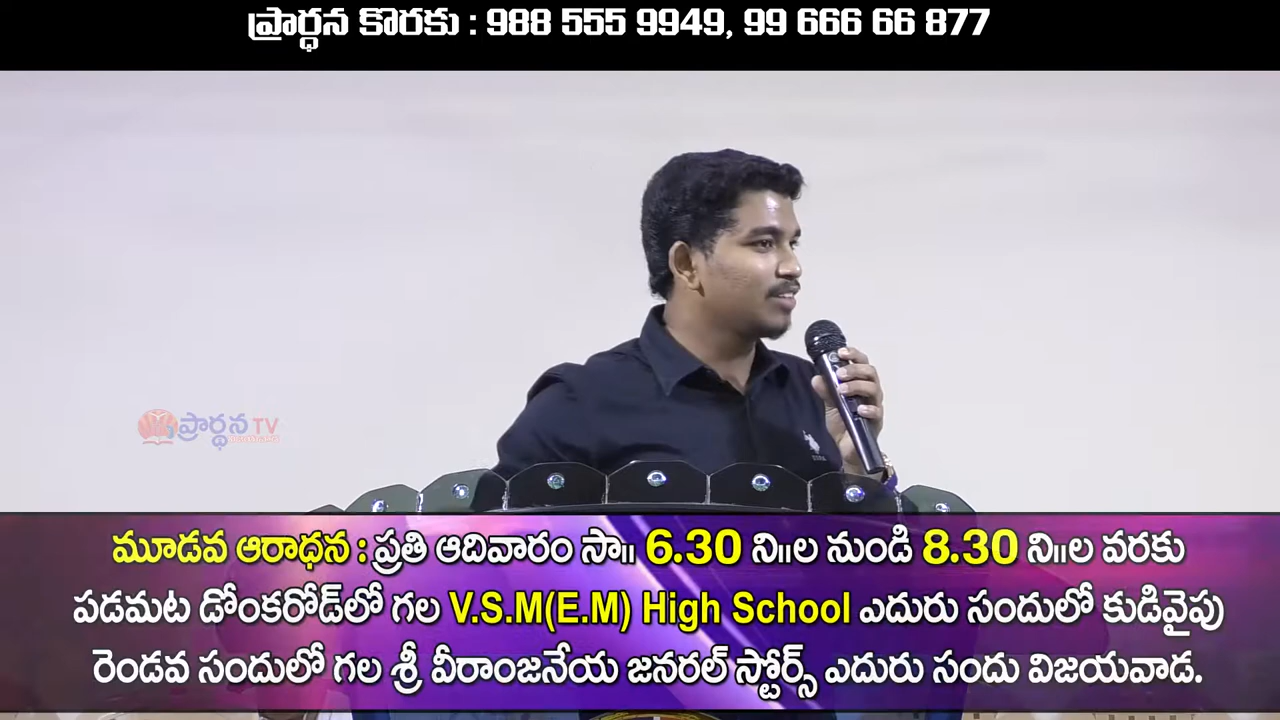 ప్రార్ధన కొరకు : 988 555 9949, 99 666 66 877
ప్రార్థన TV
మూడవ ఆరాధన : ప్రతి ఆదివారం సా॥ 6.30 ని॥ల నుండి 8.30 ని॥ల వరకు
పడమట డోంకరోడ్‌లో గల V.S.M(E.M) High School ఎదురు సందులో కుడివైపు
రెండవ సందులో గల శ్రీ వీరాంజనేయ జనరల్ స్టోర్స్ ఎదురు సందు విజయవాడ.